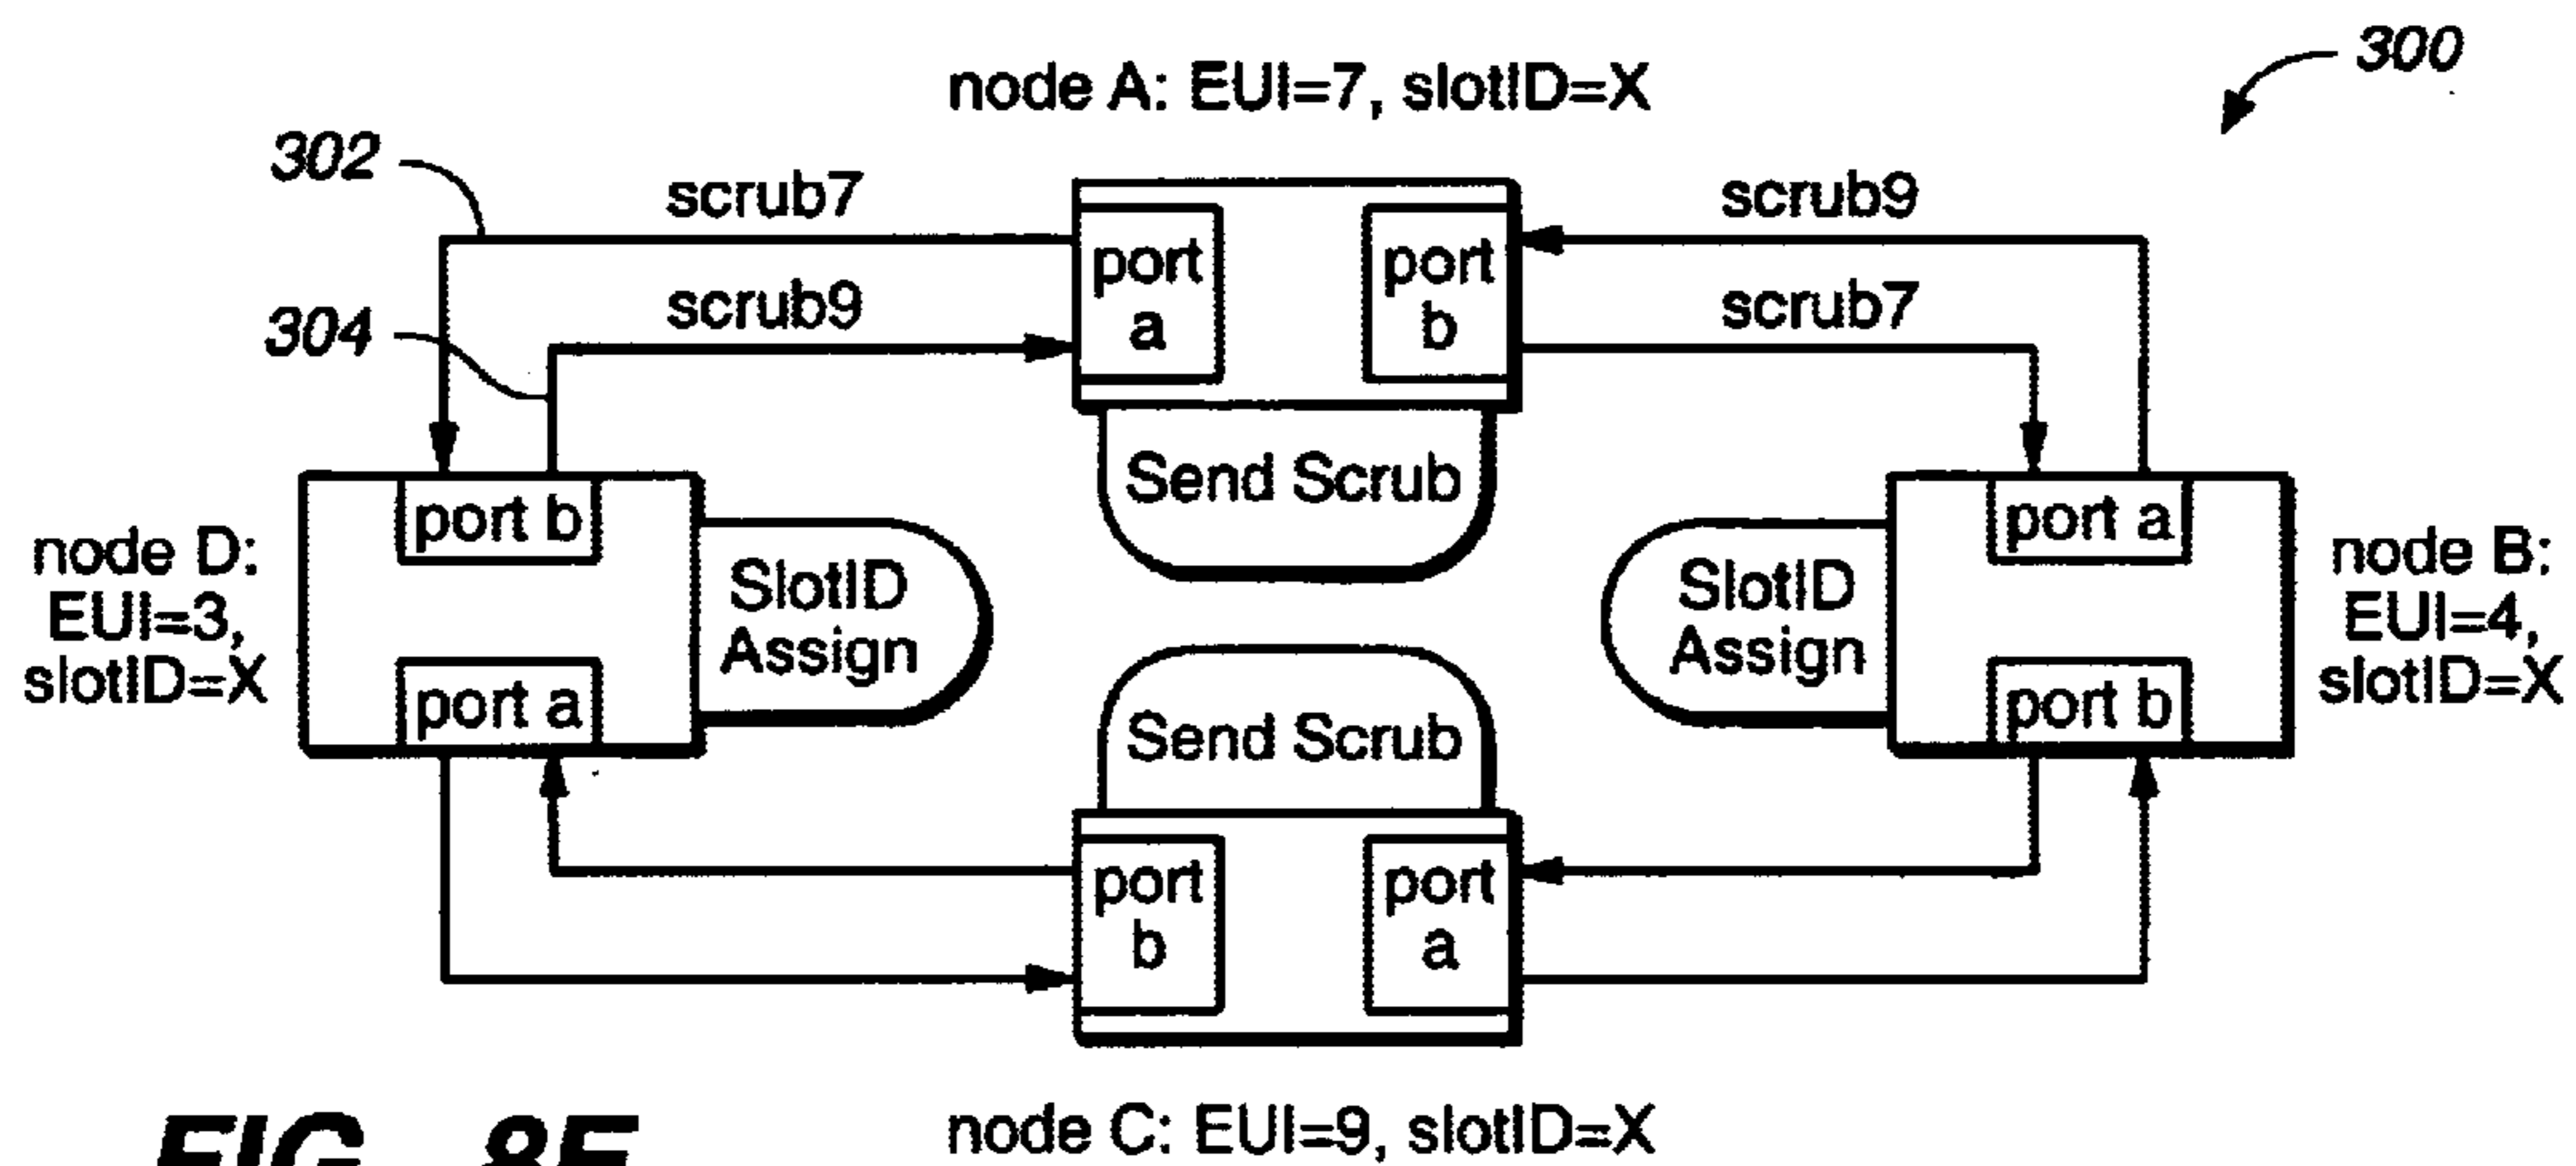 300
node A: EUI=7, slotID=X
302
scrub7
scrub9
port
a
port
b
304
scrub9
scrub7
Send Scrub
node D:
EUI=3,
slotID=X
port b
port a
SlotID
Assign
SlotID
Assign
port a
port b
node B:
EUI=4,
slotID=X
Send Scrub
port
b
port
a
node C: EUI=9, slotID=X
FIG. 8E